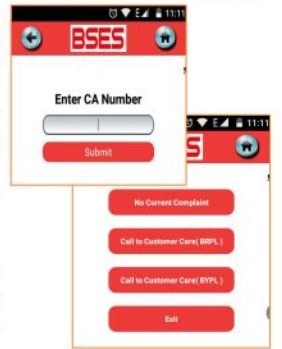 E 11:11
BSES
Enter CA Number
Submit
E 11:11
S
No Current Complaint
Call to Customer Care( BRPL )
Call to Customer Care( BYPL )
Exit